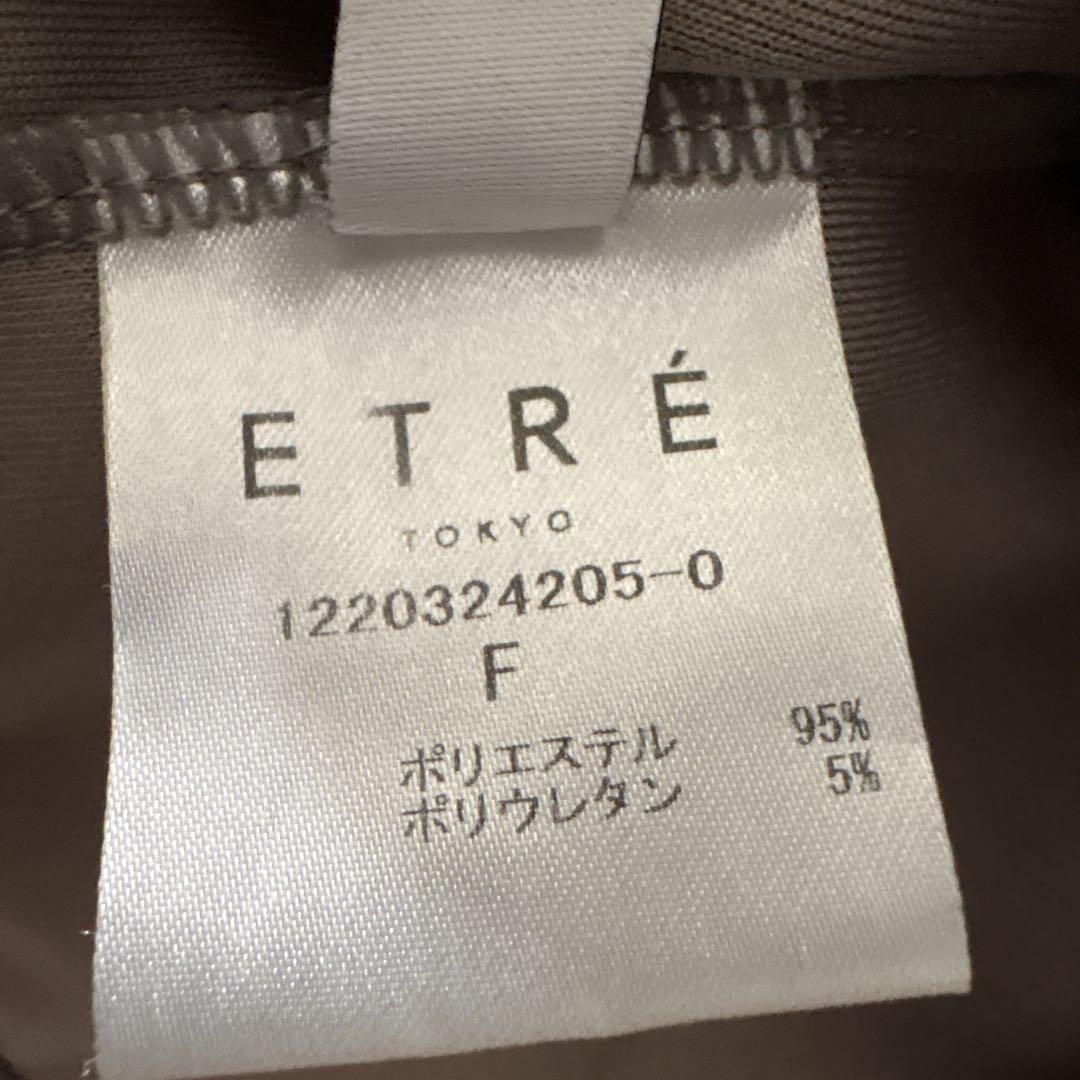 ETRÉ
TOKYO
1220324205-0
F
ポリエステル 95%
ポリウレタン 5%